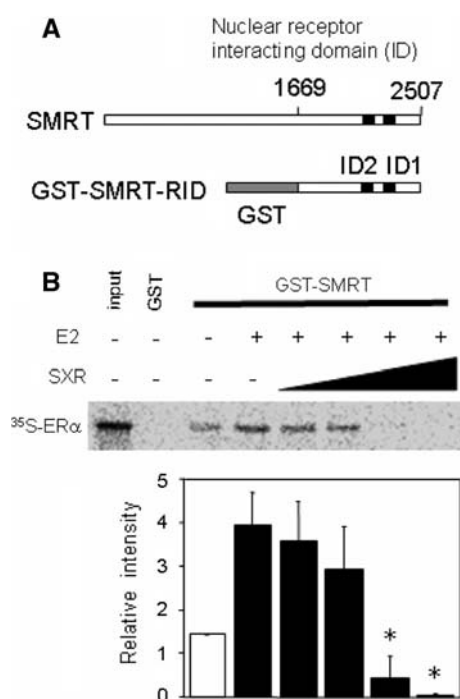 A
Nuclear receptor
interacting domain (ID)
1669 2507
SMRT
ID2 ID1
GST-SMRT-RID
GST
B
input GST GST-SMRT
E2 - - - + + + + +
SXR - - - -
³⁵S-ERα
Relative intensity
5
4
3
2
1
0
* *